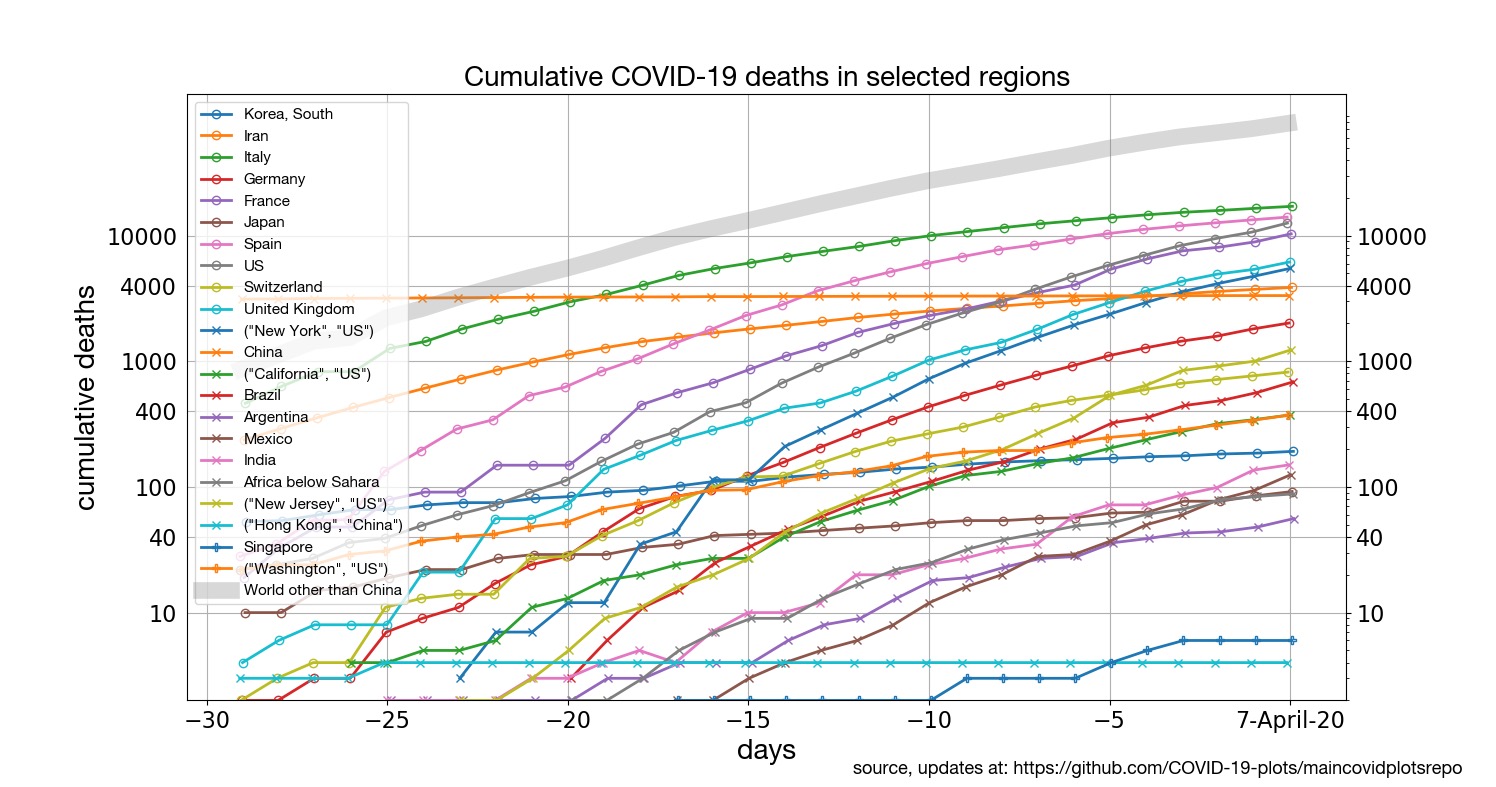 Cumulative COVID-19 deaths in selected regions
Korea, South
Iran
Italy
Germany
France
Japan
Spain
US
Switzerland
United Kingdom
("New York", "US")
China
("California", "US")
Brazil
Argentina
Mexico
India
Africa below Sahara
("New Jersey", "US")
("Hong Kong", "China")
Singapore
("Washington", "US")
World other than China
cumulative deaths
10000
4000
1000
400
100
40
10
10000
4000
1000
400
100
40
10
−30 −25 −20 −15 −10 −5 7-April-20
days
source, updates at: https://github.com/COVID-19-plots/maincovidplotsrepo